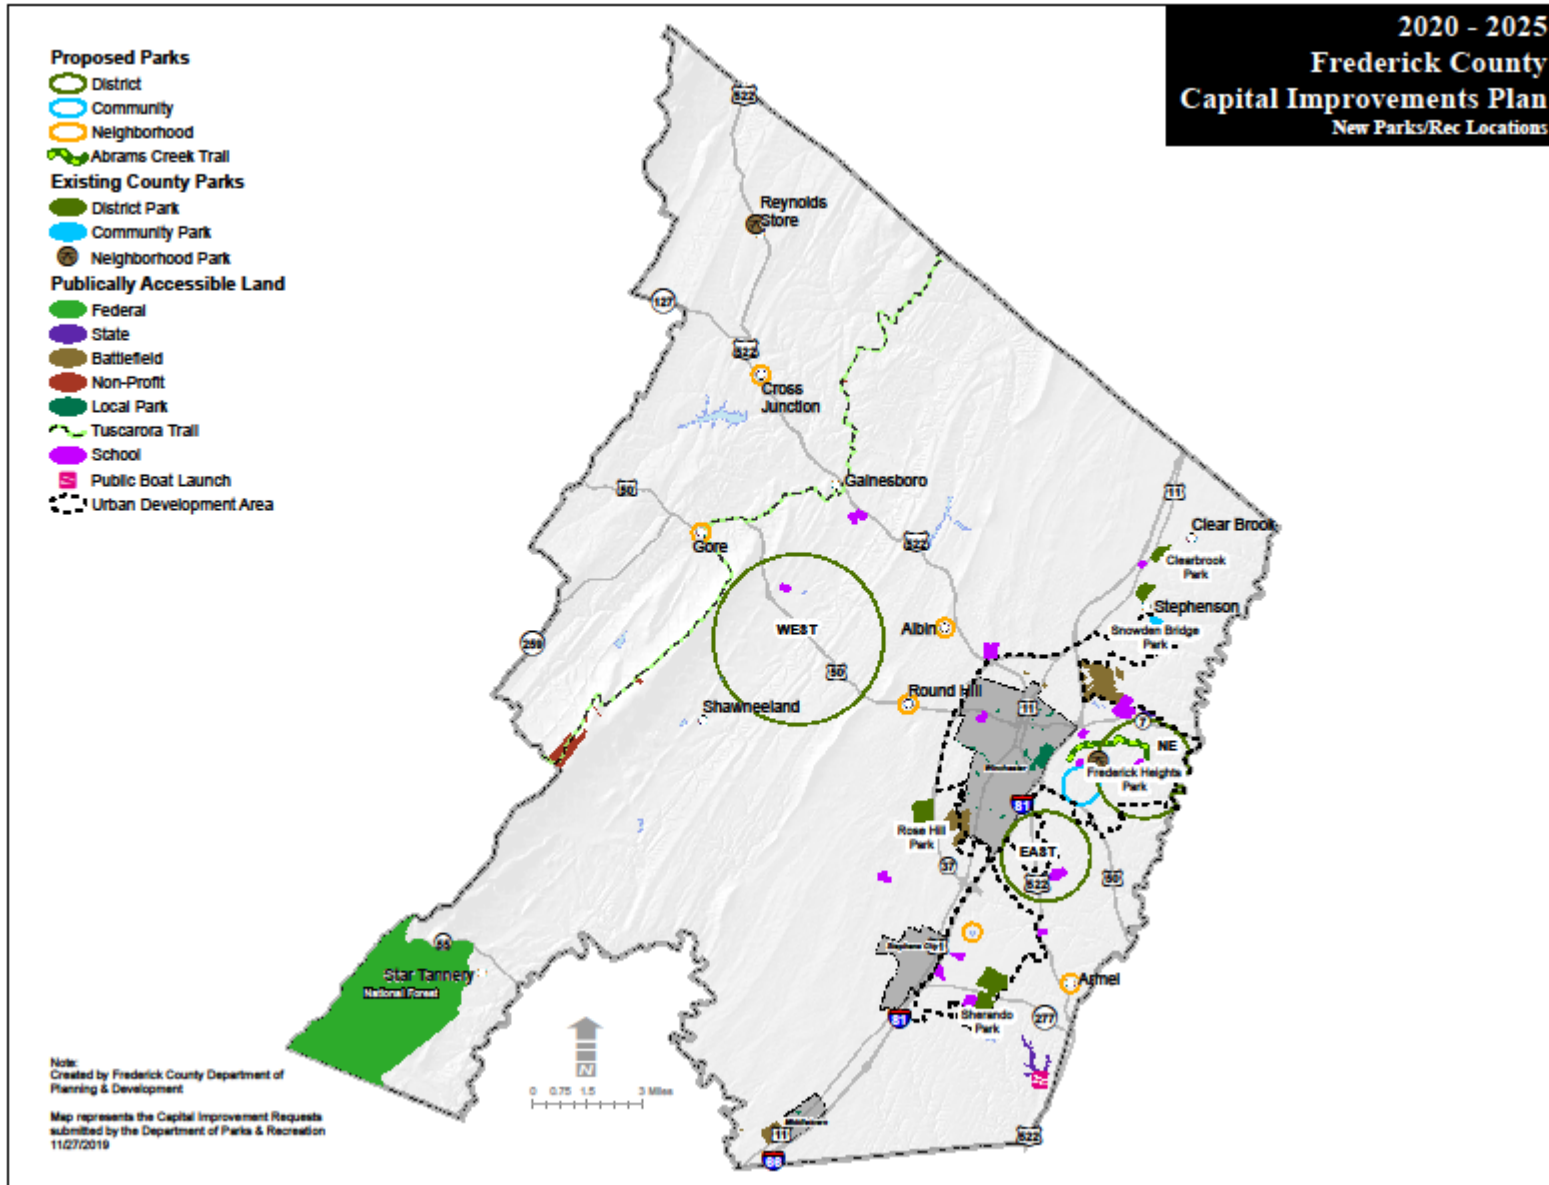 2020 - 2025
Frederick County
Capital Improvements Plan
New Parks/Rec Locations
Proposed Parks
District
Community
Neighborhood
Abrams Creek Trail
Existing County Parks
District Park
Community Park
Neighborhood Park
Publically Accessible Land
Federal
State
Battlefield
Non-Profit
Local Park
Tuscarora Trail
School
Public Boat Launch
Urban Development Area
522
Reynolds
Store
127
522
Cross
Junction
50
Gainesboro
11
Gore
522
Clear Brook
Clearbrook
Park
Stephenson
WEST
Albin
Snowden Bridge
Park
259
50
Shawneeland
Round Hill
11
7
NE
Winchester
Frederick Heights
Park
81
Rose Hill
Park
EAST
37
522
50
Stephens City
55
Star Tannery
National Forest
Armel
81
Sherando
Park
277
N
0 0.75 1.5 3 Miles
Middletown
11
522
Note:
Created by Frederick County Department of
Planning & Development
Map represents the Capital Improvement Requests
submitted by the Department of Parks & Recreation
11/27/2019